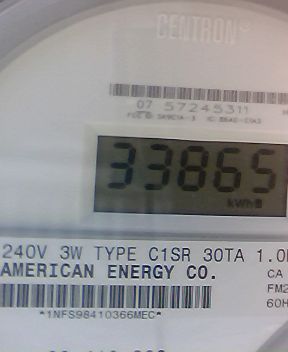 CENTRON®
07 57245311
33865
kWh
240V 3W TYPE C1SR 30TA 1.0
AMERICAN ENERGY CO.
CA
FM2
60H
*1NFS98410366MEC*